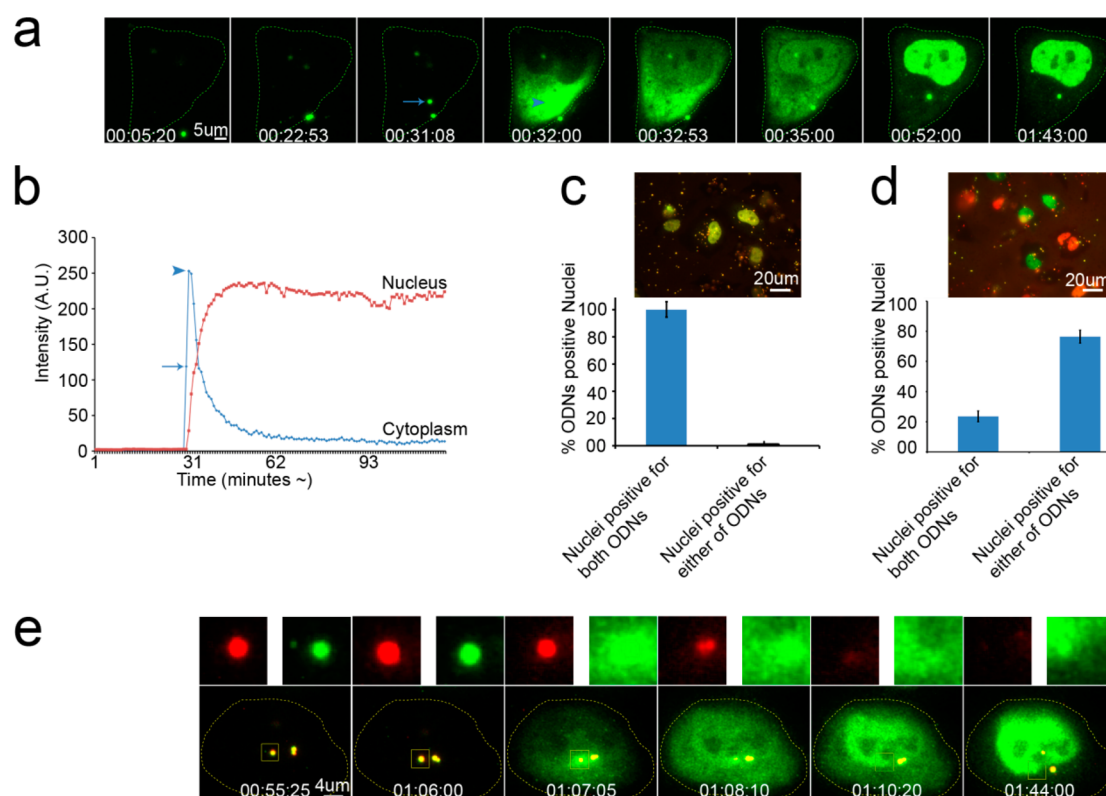 a
00:05:20 5um 00:22:53 00:31:08 00:32:00 00:32:53 00:35:00 00:52:00 01:43:00
b
Intensity (A.U.)
300
250
200
150
100
50
0
1 31 62 93
Time (minutes ~)
Nucleus
Cytoplasm
c
20um
% ODNs positive Nuclei
100
80
60
40
20
00
Nuclei positive for
both ODNs
Nuclei positive for
either of ODNs
d
20um
% ODNs positive Nuclei
100
80
60
40
20
00
Nuclei positive for
both ODNs
Nuclei positive for
either of ODNs
e
00:55:25 4um 01:06:00 01:07:05 01:08:10 01:10:20 01:44:00